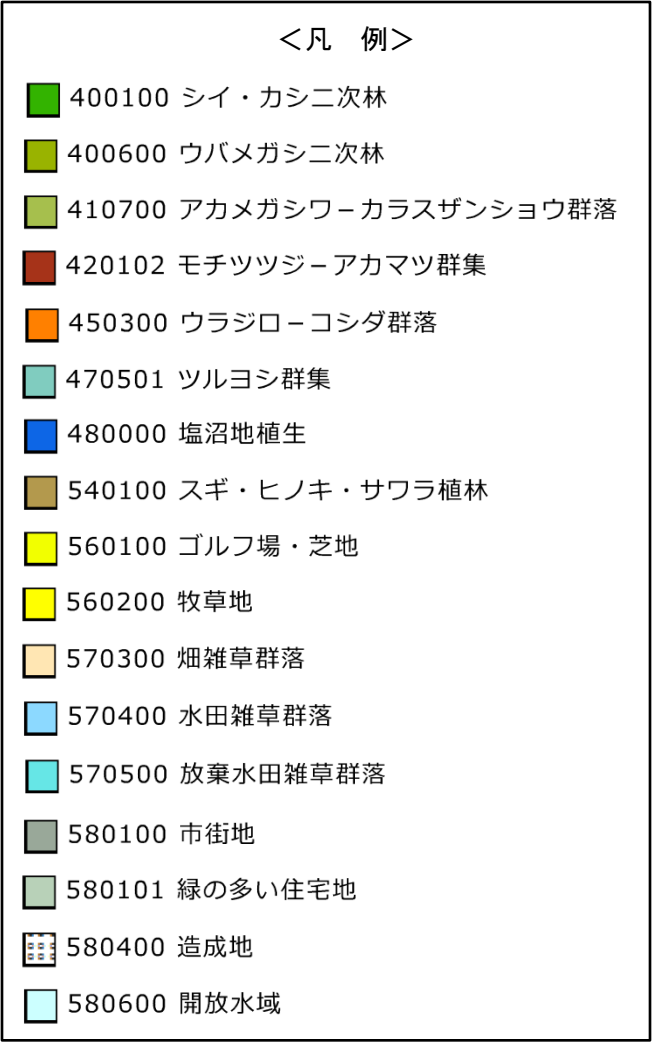 ＜凡　例＞
400100 シイ・カシ二次林
400600 ウバメガシ二次林
410700 アカメガシワ－カラスザンショウ群落
420102 モチツツジ－アカマツ群集
450300 ウラジロ－コシダ群落
470501 ツルヨシ群集
480000 塩沼地植生
540100 スギ・ヒノキ・サワラ植林
560100 ゴルフ場・芝地
560200 牧草地
570300 畑雑草群落
570400 水田雑草群落
570500 放棄水田雑草群落
580100 市街地
580101 緑の多い住宅地
580400 造成地
580600 開放水域